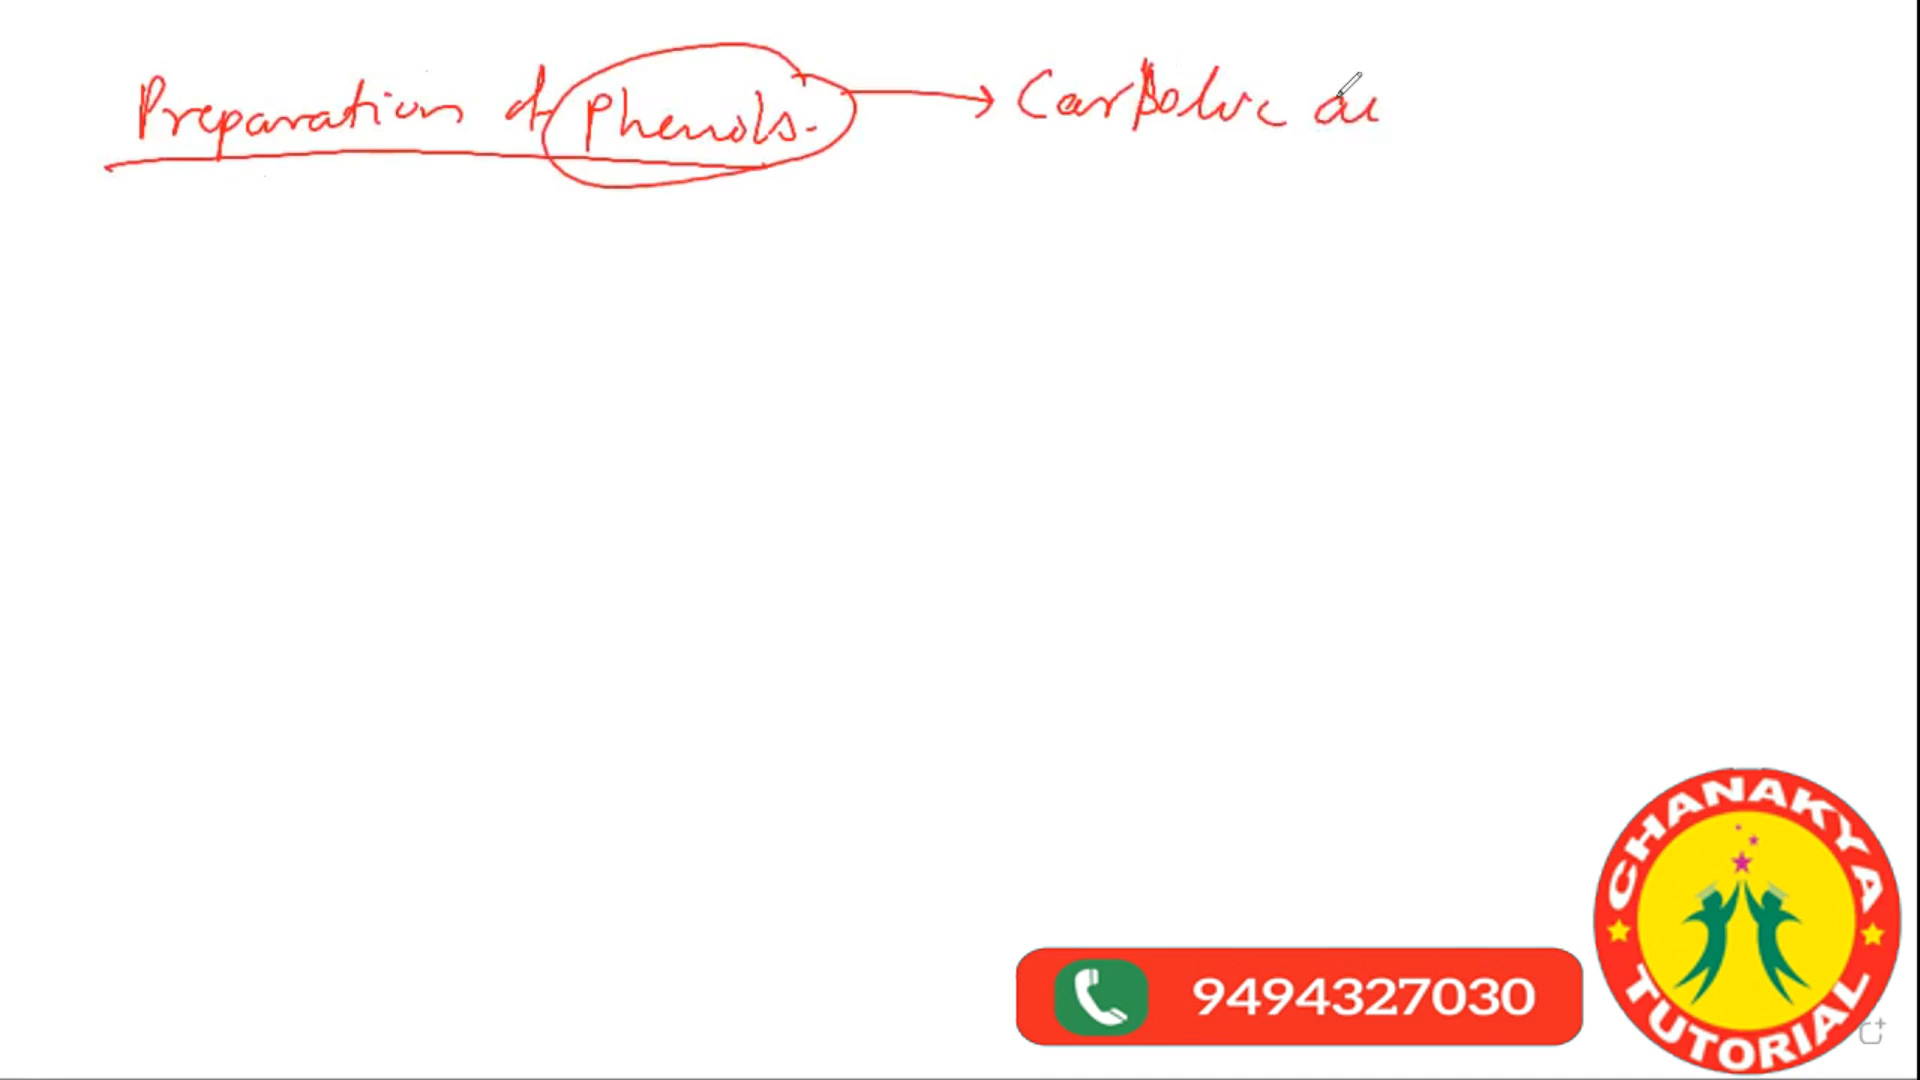 Preparation of Phenols. → Carbolic ac
9494327030
CHANAKYA
TUTORIAL